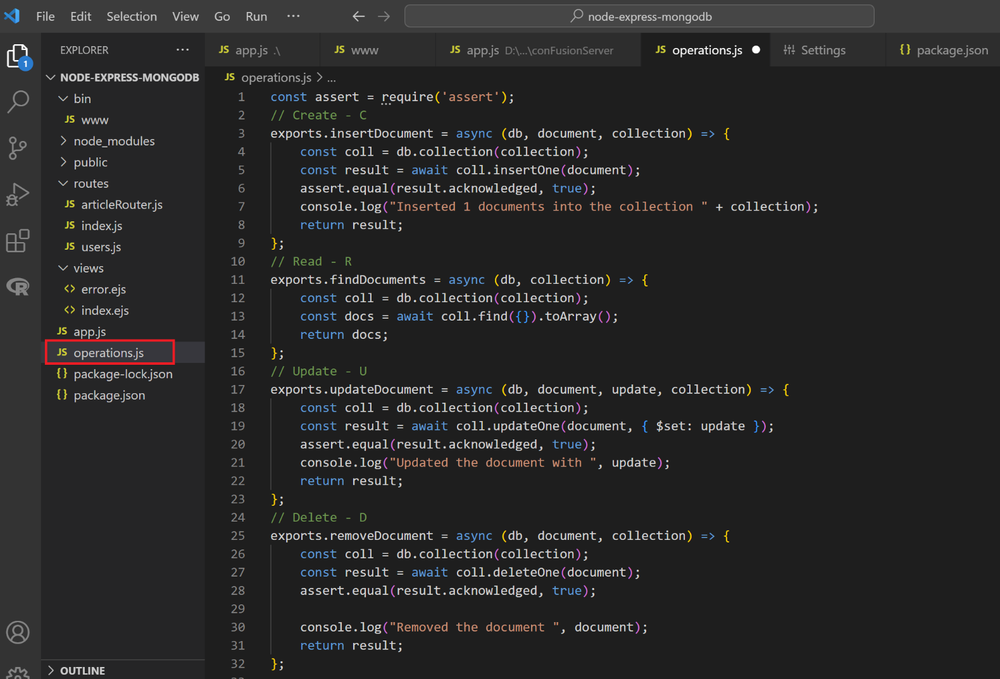 File Edit Selection View Go Run ··· node-express-mongodb
EXPLORER ···
1
NODE-EXPRESS-MONGODB
bin
JS www
node_modules
public
routes
JS articleRouter.js
JS index.js
JS users.js
views
<> error.ejs
<> index.ejs
JS app.js
JS operations.js
{} package-lock.json
{} package.json
OUTLINE
JS app.js .\ JS www JS app.js D:\...\conFusionServer JS operations.js ● Settings {} package.json
JS operations.js > ...
1 const assert = require('assert');
2 // Create - C
3 exports.insertDocument = async (db, document, collection) => {
4     const coll = db.collection(collection);
5     const result = await coll.insertOne(document);
6     assert.equal(result.acknowledged, true);
7     console.log("Inserted 1 documents into the collection " + collection);
8     return result;
9 };
10 // Read - R
11 exports.findDocuments = async (db, collection) => {
12     const coll = db.collection(collection);
13     const docs = await coll.find({}).toArray();
14     return docs;
15 };
16 // Update - U
17 exports.updateDocument = async (db, document, update, collection) => {
18     const coll = db.collection(collection);
19     const result = await coll.updateOne(document, { $set: update });
20     assert.equal(result.acknowledged, true);
21     console.log("Updated the document with ", update);
22     return result;
23 };
24 // Delete - D
25 exports.removeDocument = async (db, document, collection) => {
26     const coll = db.collection(collection);
27     const result = await coll.deleteOne(document);
28     assert.equal(result.acknowledged, true);
29
30     console.log("Removed the document ", document);
31     return result;
32 };